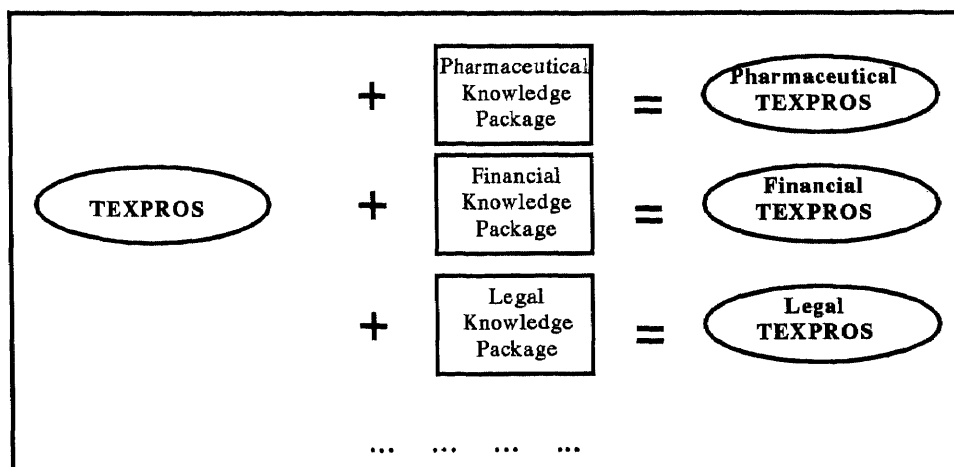 +
Pharmaceutical
Knowledge
Package
=
Pharmaceutical
TEXPROS
TEXPROS
+
Financial
Knowledge
Package
=
Financial
TEXPROS
+
Legal
Knowledge
Package
=
Legal
TEXPROS
... ... ... ...